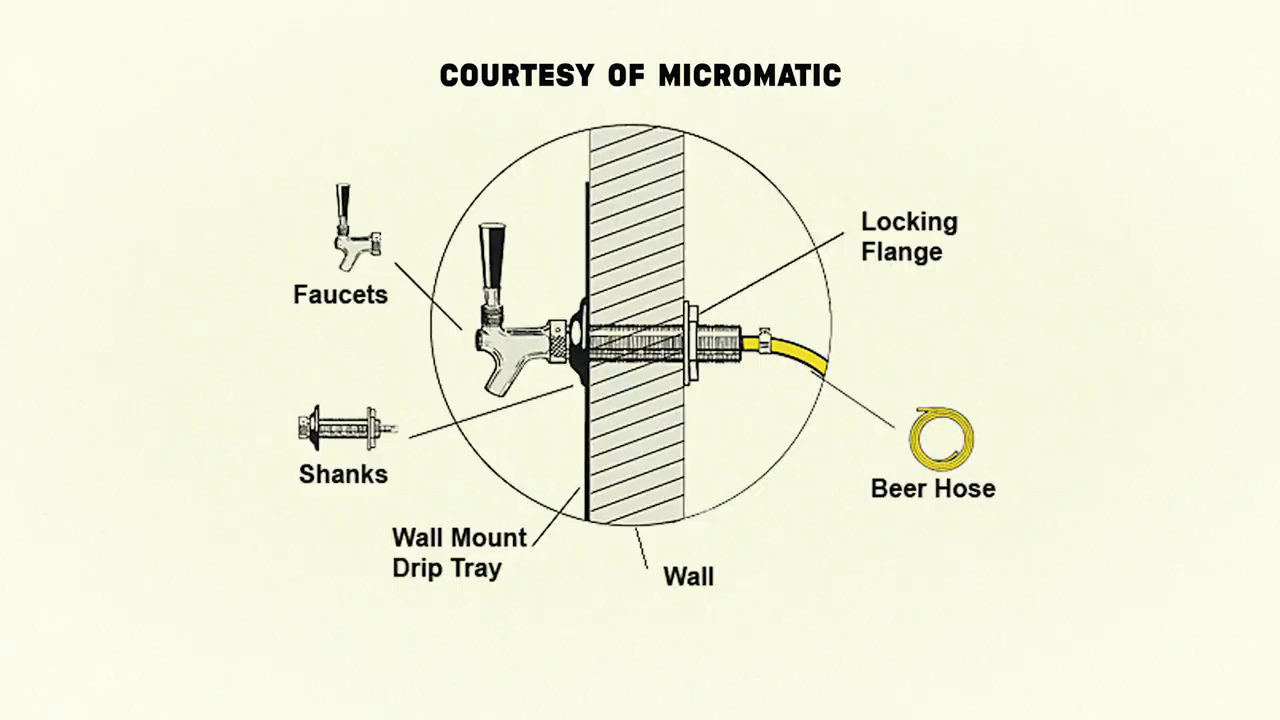 COURTESY OF MICROMATIC
Locking
Flange
Faucets
Shanks
Beer Hose
Wall Mount
Drip Tray
Wall